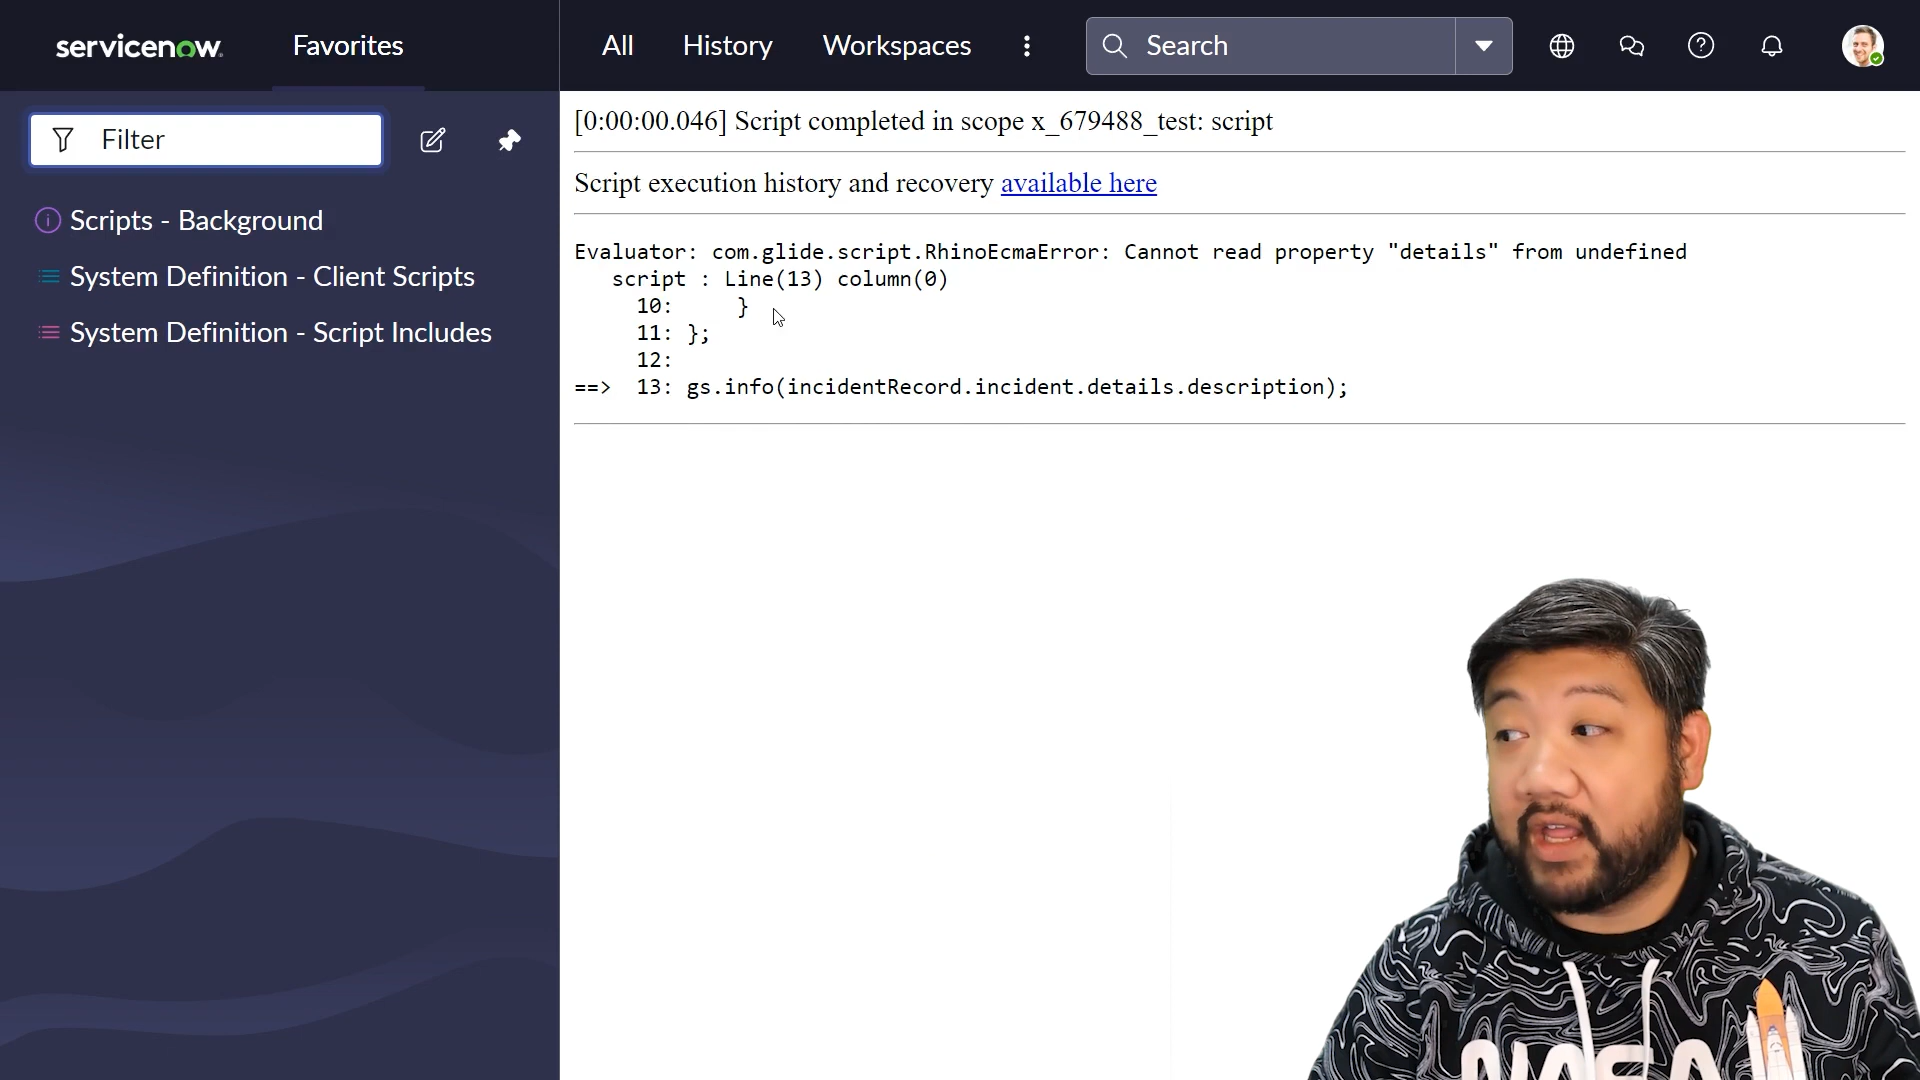 servicenow
Favorites
All
History
Workspaces
Search
Filter
Scripts - Background
System Definition - Client Scripts
System Definition - Script Includes
[0:00:00.046] Script completed in scope x_679488_test: script
Script execution history and recovery available here
Evaluator: com.glide.script.RhinoEcmaError: Cannot read property "details" from undefined
script : Line(13) column(0)
10: }
11: };
12:
==> 13: gs.info(incidentRecord.incident.details.description);
NASA